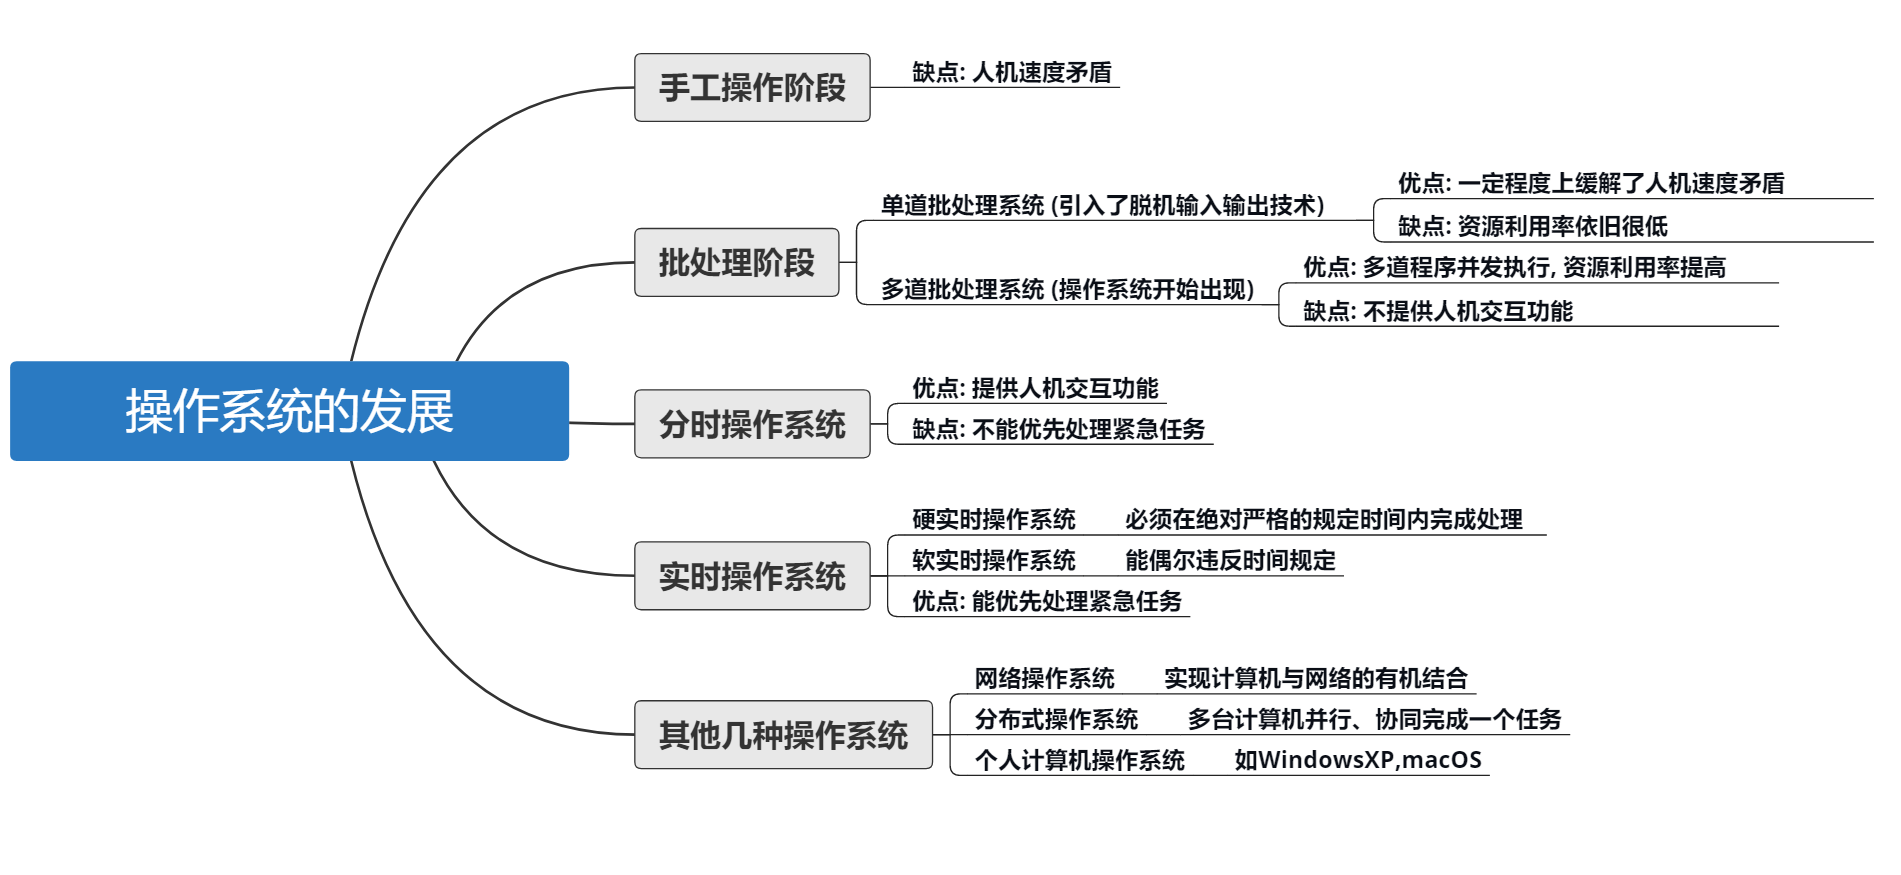 操作系统的发展
手工操作阶段
缺点: 人机速度矛盾
批处理阶段
单道批处理系统 (引入了脱机输入输出技术)
优点: 一定程度上缓解了人机速度矛盾
缺点: 资源利用率依旧很低
多道批处理系统 (操作系统开始出现)
优点: 多道程序并发执行, 资源利用率提高
缺点: 不提供人机交互功能
分时操作系统
优点: 提供人机交互功能
缺点: 不能优先处理紧急任务
实时操作系统
硬实时操作系统 必须在绝对严格的规定时间内完成处理
软实时操作系统 能偶尔违反时间规定
优点: 能优先处理紧急任务
其他几种操作系统
网络操作系统 实现计算机与网络的有机结合
分布式操作系统 多台计算机并行、协同完成一个任务
个人计算机操作系统 如WindowsXP,macOS